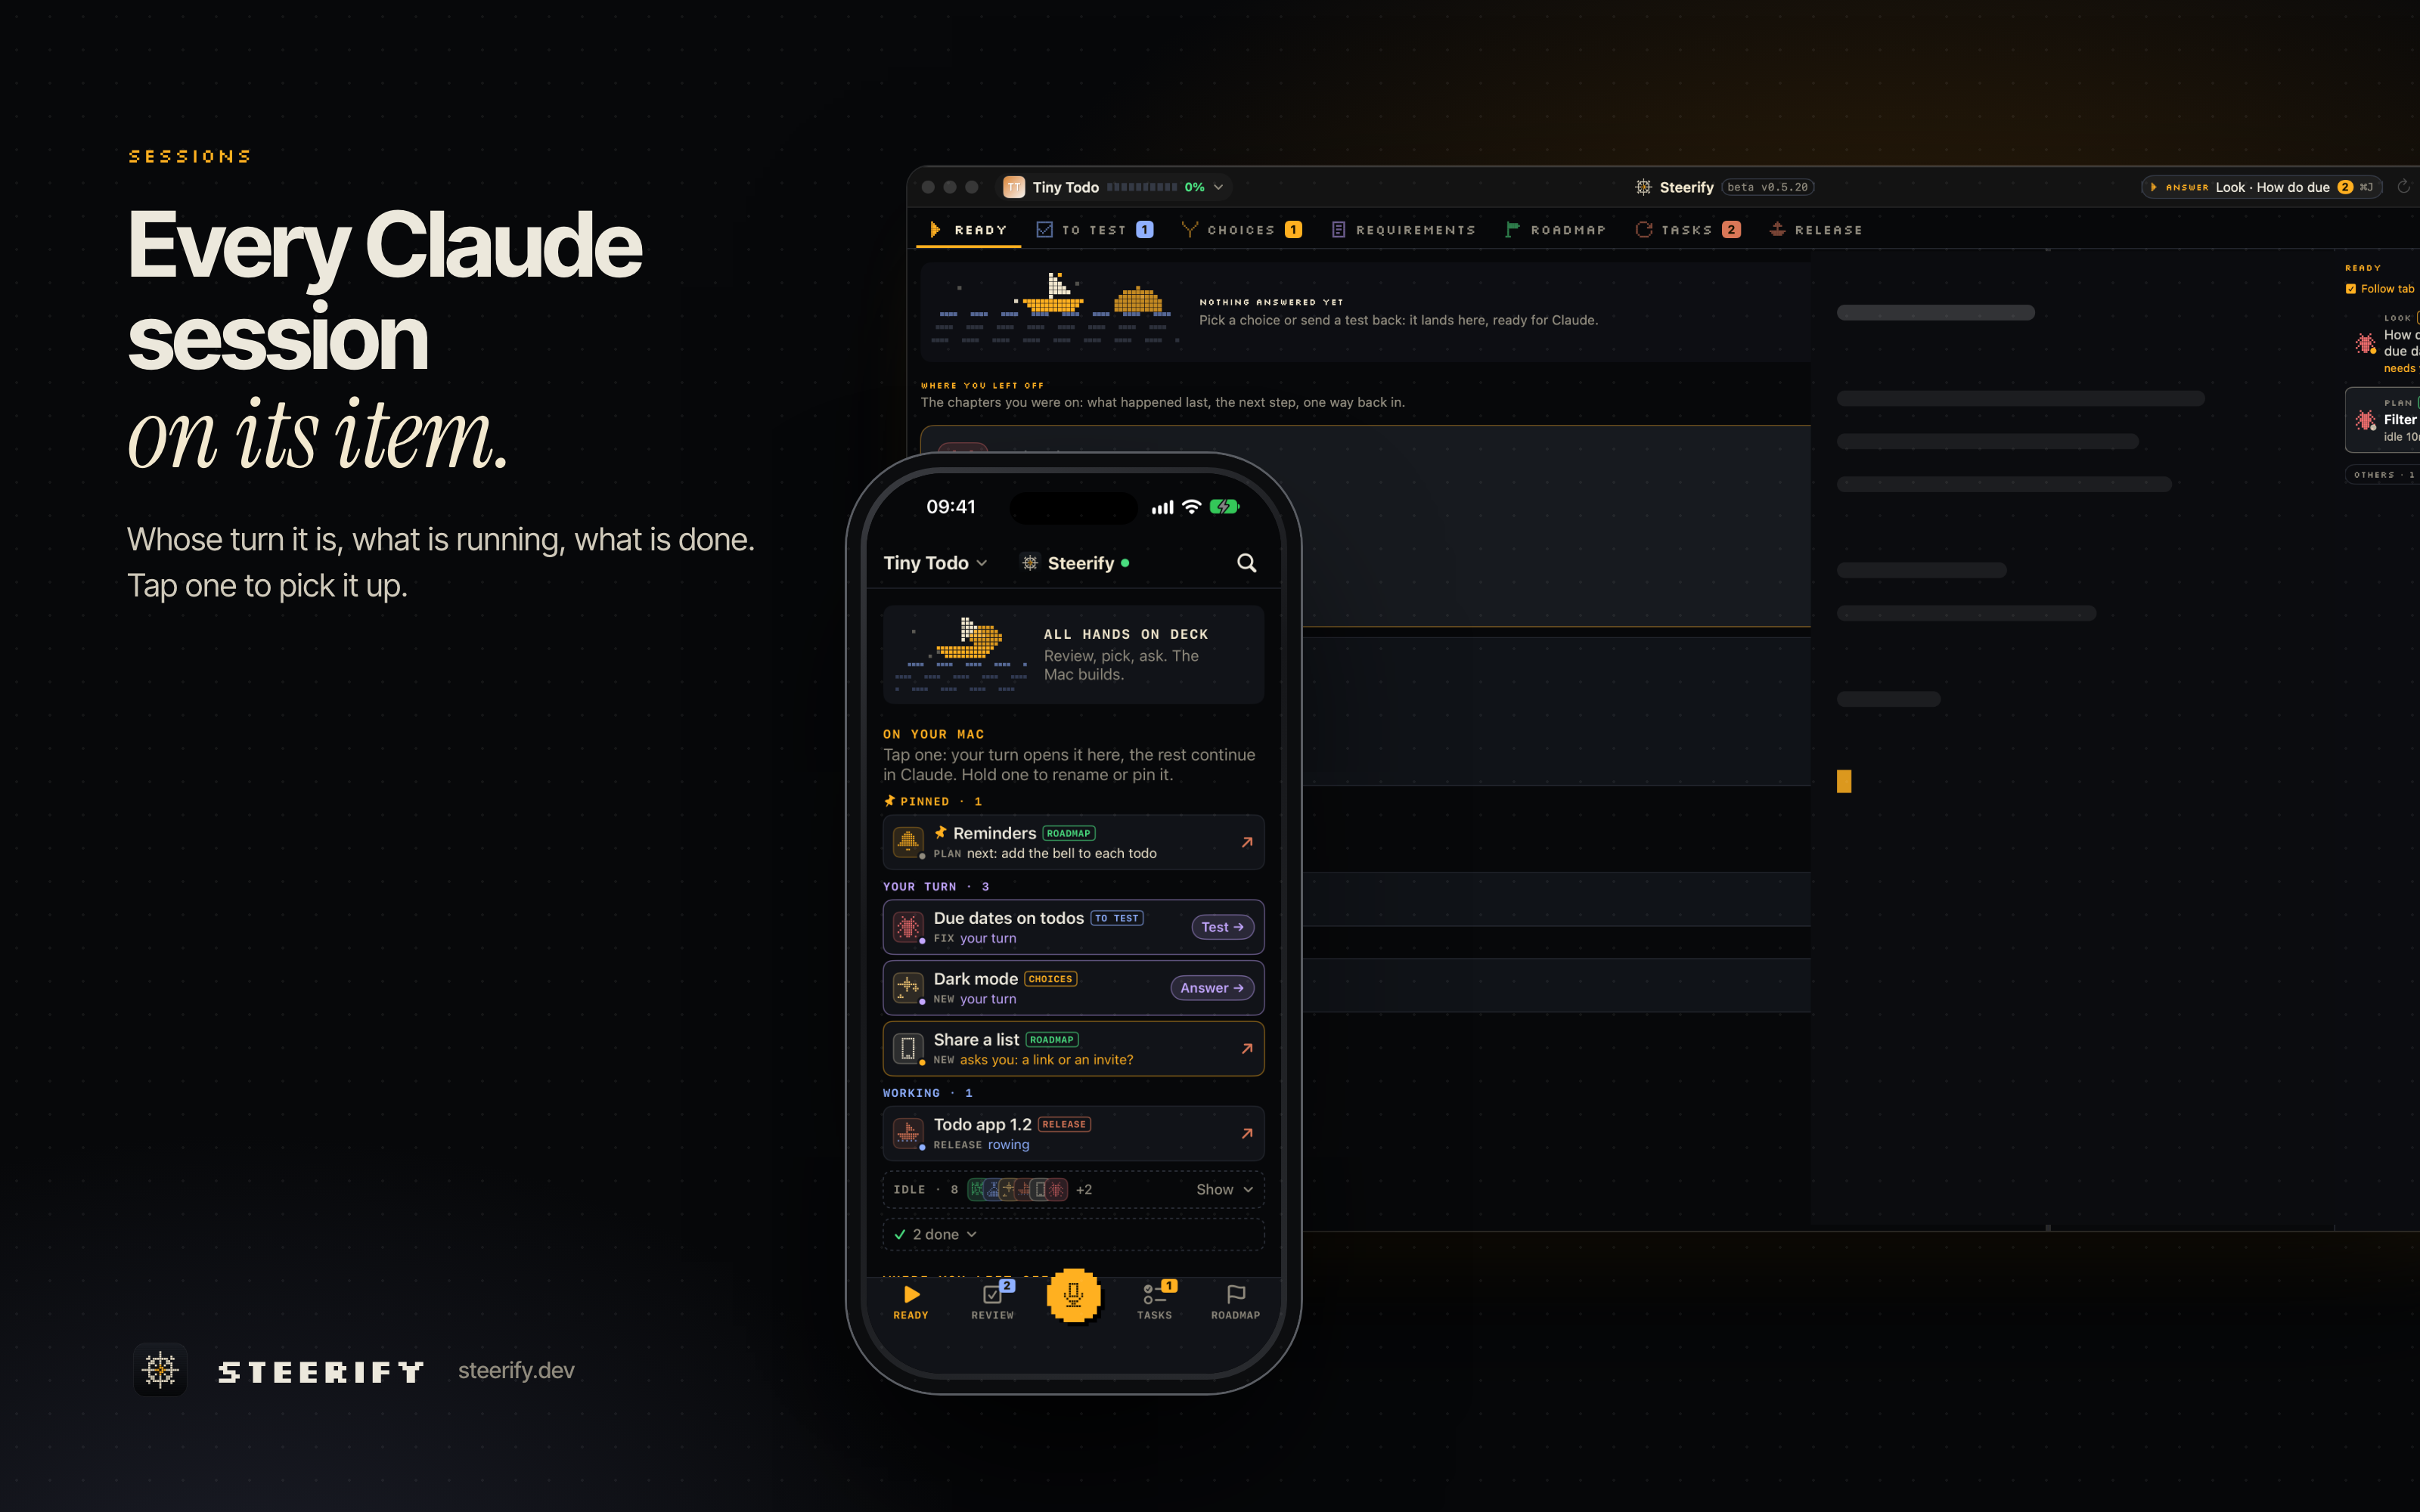 SESSIONS
Every Claude
session
on its item.
Whose turn it is, what is running, what is done.
Tap one to pick it up.
STEERIFY steerify.dev
TT Tiny Todo 0%
Steerify beta v0.5.20
ANSWER Look · How do due 2 ⌘J
READY
TO TEST 1
CHOICES 1
REQUIREMENTS
ROADMAP
TASKS 2
RELEASE
NOTHING ANSWERED YET
Pick a choice or send a test back: it lands here, ready for Claude.
WHERE YOU LEFT OFF
The chapters you were on: what happened last, the next step, one way back in.
READY
Follow tab
LOOK
How
due
needs
PLAN
Filter
idle
OTHERS · 1
09:41
Tiny Todo Steerify
ALL HANDS ON DECK
Review, pick, ask. The
Mac builds.
ON YOUR MAC
Tap one: your turn opens it here, the rest continue
in Claude. Hold one to rename or pin it.
PINNED · 1
Reminders ROADMAP
PLAN next: add the bell to each todo
YOUR TURN · 3
Due dates on todos TO TEST
FIX your turn
Test →
Dark mode CHOICES
NEW your turn
Answer →
Share a list ROADMAP
NEW asks you: a link or an invite?
WORKING · 1
Todo app 1.2 RELEASE
RELEASE rowing
IDLE · 8 +2 Show
2 done
READY
REVIEW 2
TASKS 1
ROADMAP